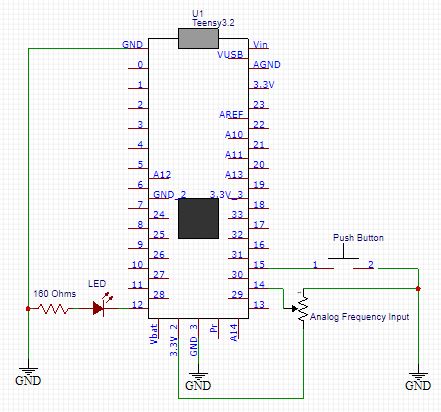 U1
Teensy3.2
GND Vin
VUSB
0 AGND
1 3.3V
2 23
AREF
3 22
A10
4 21
A11
5 20
A12 A13
6 19
GND_2 3.3V_3
7 18
24 33
8 17
25 32
9 16
Push Button
26 31
10 15 1 2
27 30
11 14
LED
160 Ohms
28 29
12 13
Analog Frequency Input
Vbat 3.3V_2 GND_3 Pr A14
GND GND GND